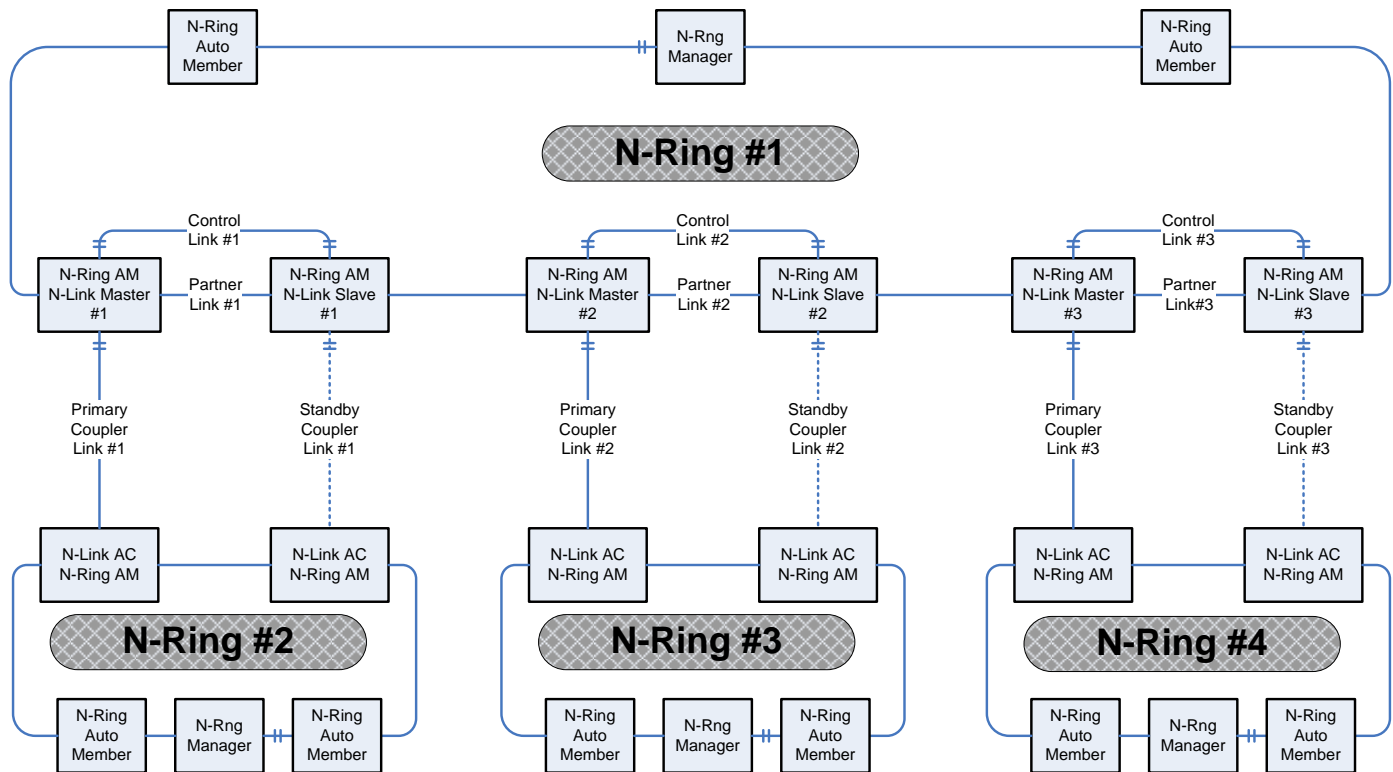 N-Ring
Auto
Member
N-Rng
Manager
N-Ring
Auto
Member
N-Ring #1
Control
Link #1
Control
Link #2
Control
Link #3
N-Ring AM
N-Link Master
#1
Partner
Link #1
N-Ring AM
N-Link Slave
#1
N-Ring AM
N-Link Master
#2
Partner
Link #2
N-Ring AM
N-Link Slave
#2
N-Ring AM
N-Link Master
#3
Partner
Link#3
N-Ring AM
N-Link Slave
#3
Primary
Coupler
Link #1
Standby
Coupler
Link #1
Primary
Coupler
Link #2
Standby
Coupler
Link #2
Primary
Coupler
Link #3
Standby
Coupler
Link #3
N-Link AC
N-Ring AM
N-Link AC
N-Ring AM
N-Link AC
N-Ring AM
N-Link AC
N-Ring AM
N-Link AC
N-Ring AM
N-Link AC
N-Ring AM
N-Ring #2
N-Ring #3
N-Ring #4
N-Ring
Auto
Member
N-Rng
Manager
N-Ring
Auto
Member
N-Ring
Auto
Member
N-Rng
Manager
N-Ring
Auto
Member
N-Ring
Auto
Member
N-Rng
Manager
N-Ring
Auto
Member